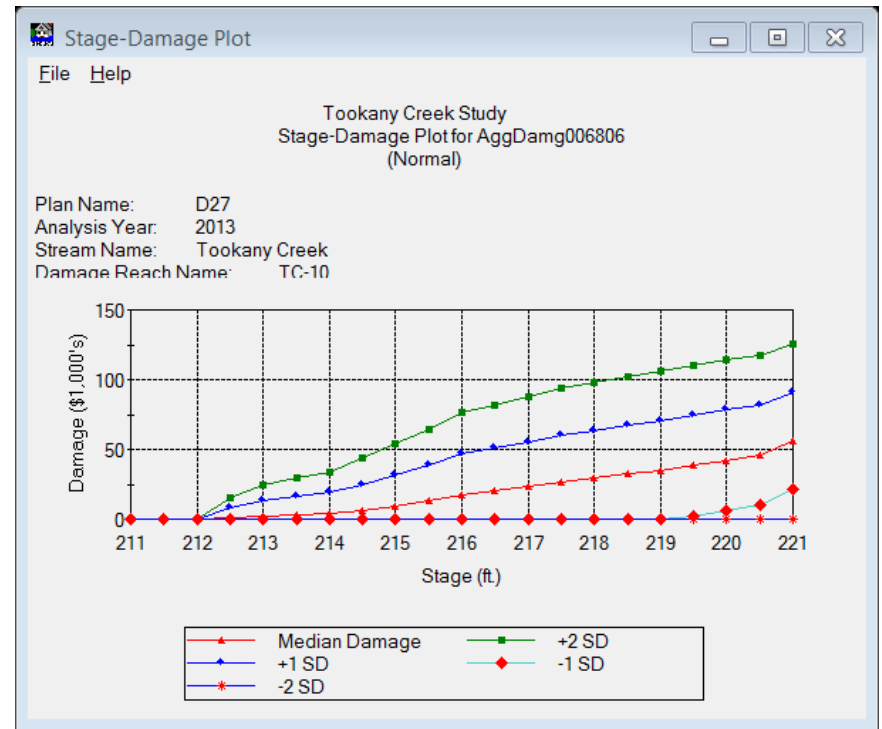 Stage-Damage Plot
File Help
Tookany Creek Study
Stage-Damage Plot for AggDamg006806
(Normal)
Plan Name: D27
Analysis Year: 2013
Stream Name: Tookany Creek
Damage Reach Name: TC-10
150
100
50
0
Damage ($1,000's)
211 212 213 214 215 216 217 218 219 220 221
Stage (ft.)
Median Damage +2 SD
+1 SD -1 SD
-2 SD